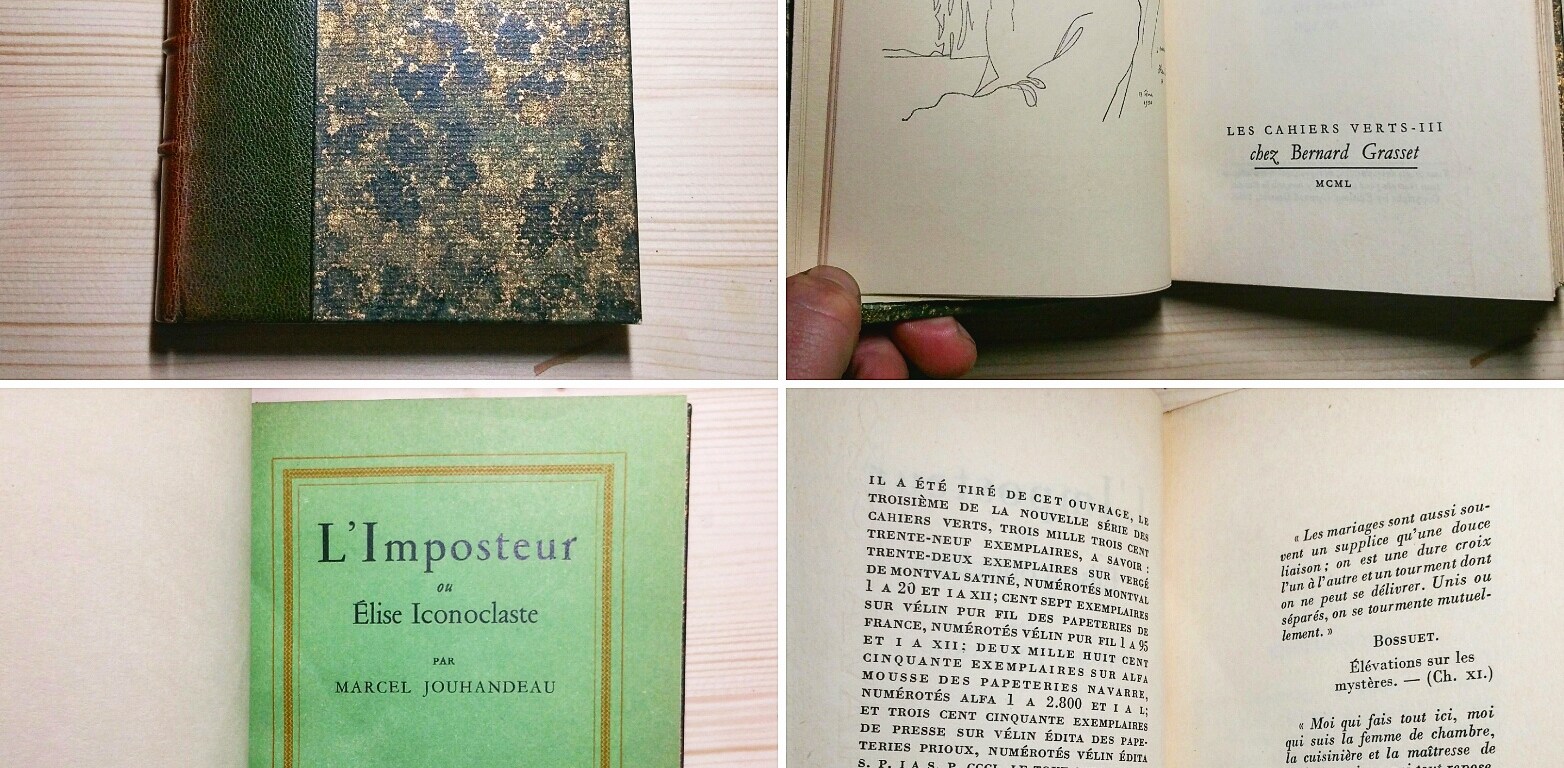 LES CAHIERS VERTS-III
chez Bernard Grasset
MCML
L'Imposteur
ou
Élise Iconoclaste
PAR
MARCEL JOUHANDEAU
IL A ÉTÉ TIRÉ DE CET OUVRAGE, LE
TROISIÈME DE LA NOUVELLE SÉRIE DES
CAHIERS VERTS, TROIS MILLE TROIS CENT
TRENTE-NEUF EXEMPLAIRES, A SAVOIR :
TRENTE-DEUX EXEMPLAIRES SUR VERGÉ
DE MONTVAL SATINÉ, NUMÉROTÉS MONTVAL
1 A 20 ET I A XII; CENT SEPT EXEMPLAIRES
SUR VÉLIN PUR FIL DES PAPETERIES DE
FRANCE, NUMÉROTÉS VÉLIN PUR FIL 1 A 95
ET I A XII; DEUX MILLE HUIT CENT
CINQUANTE EXEMPLAIRES SUR ALFA
MOUSSE DES PAPETERIES NAVARRE,
NUMÉROTÉS ALFA 1 A 2.800 ET I A L;
ET TROIS CENT CINQUANTE EXEMPLAIRES
DE PRESSE SUR VÉLIN ÉDITA DES PAPE-
TERIES PRIOUX, NUMÉROTÉS VÉLIN ÉDITA
S. P. I A S. P. CCCL. LE TOUT
« Les mariages sont aussi sou-
vent un supplice qu'une douce
liaison ; on est une dure croix
l'un à l'autre et un tourment dont
on ne peut se délivrer. Unis ou
séparés, on se tourmente mutuel-
lement. »
BOSSUET.
Élévations sur les
mystères. — (Ch. XI.)
« Moi qui fais tout ici, moi
qui suis la femme de chambre,
la cuisinière et la maîtresse de